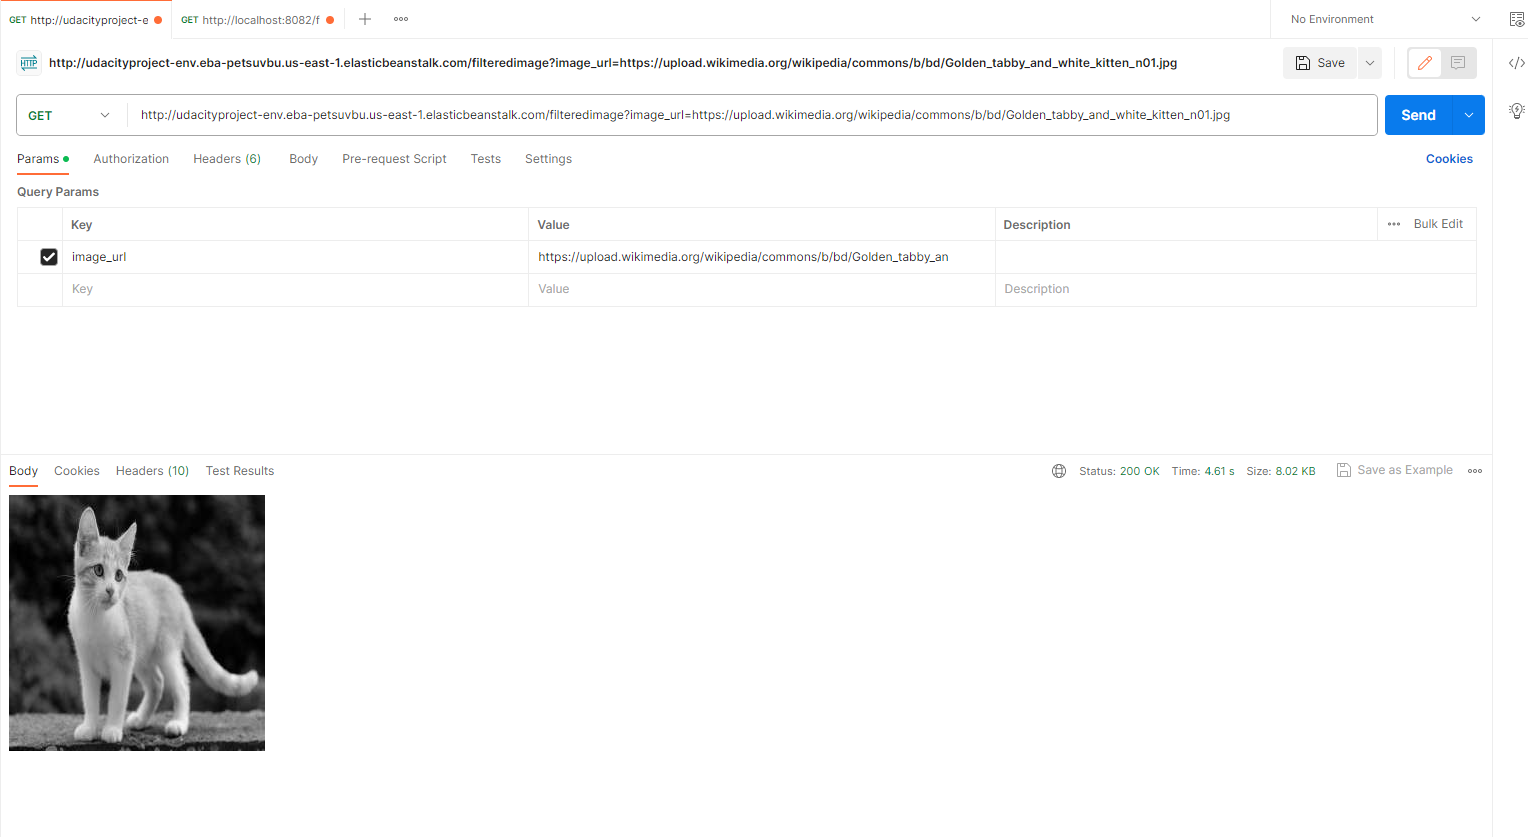 GET http://udacityproject-e GET http://localhost:8082/f No Environment
HTTP http://udacityproject-env.eba-petsuvbu.us-east-1.elasticbeanstalk.com/filteredimage?image_url=https://upload.wikimedia.org/wikipedia/commons/b/bd/Golden_tabby_and_white_kitten_n01.jpg Save
GET http://udacityproject-env.eba-petsuvbu.us-east-1.elasticbeanstalk.com/filteredimage?image_url=https://upload.wikimedia.org/wikipedia/commons/b/bd/Golden_tabby_and_white_kitten_n01.jpg Send
Params Authorization Headers (6) Body Pre-request Script Tests Settings Cookies
Query Params
Key Value Description Bulk Edit
image_url https://upload.wikimedia.org/wikipedia/commons/b/bd/Golden_tabby_an
Key Value Description
Body Cookies Headers (10) Test Results Status: 200 OK Time: 4.61 s Size: 8.02 KB Save as Example